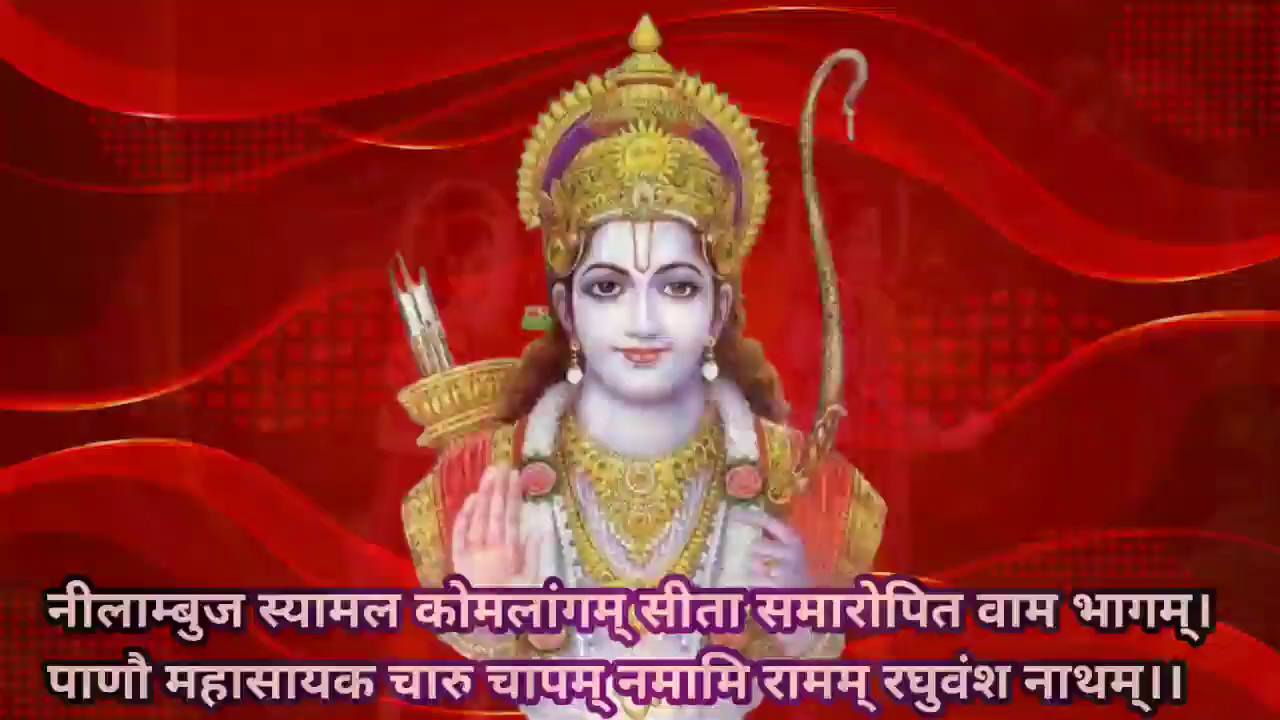 नीलाम्बुज स्यामल कोमलांगम् सीता समारोपित वाम भागम्।
पाणौ महासायक चारु चापम् नमामि रामम् रघुवंश नाथम्।।